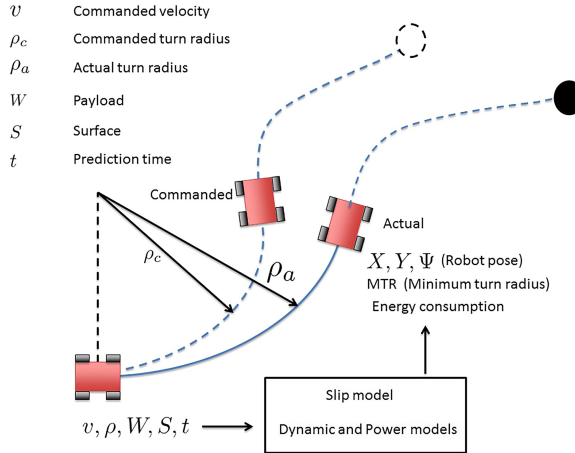 v Commanded velocity
ρc Commanded turn radius
ρa Actual turn radius
W Payload
S Surface
t Prediction time
Commanded
Actual
ρc
ρa
X, Y, Ψ (Robot pose)
MTR (Minimum turn radius)
Energy consumption
Slip model
v, ρ, W, S, t
Dynamic and Power models